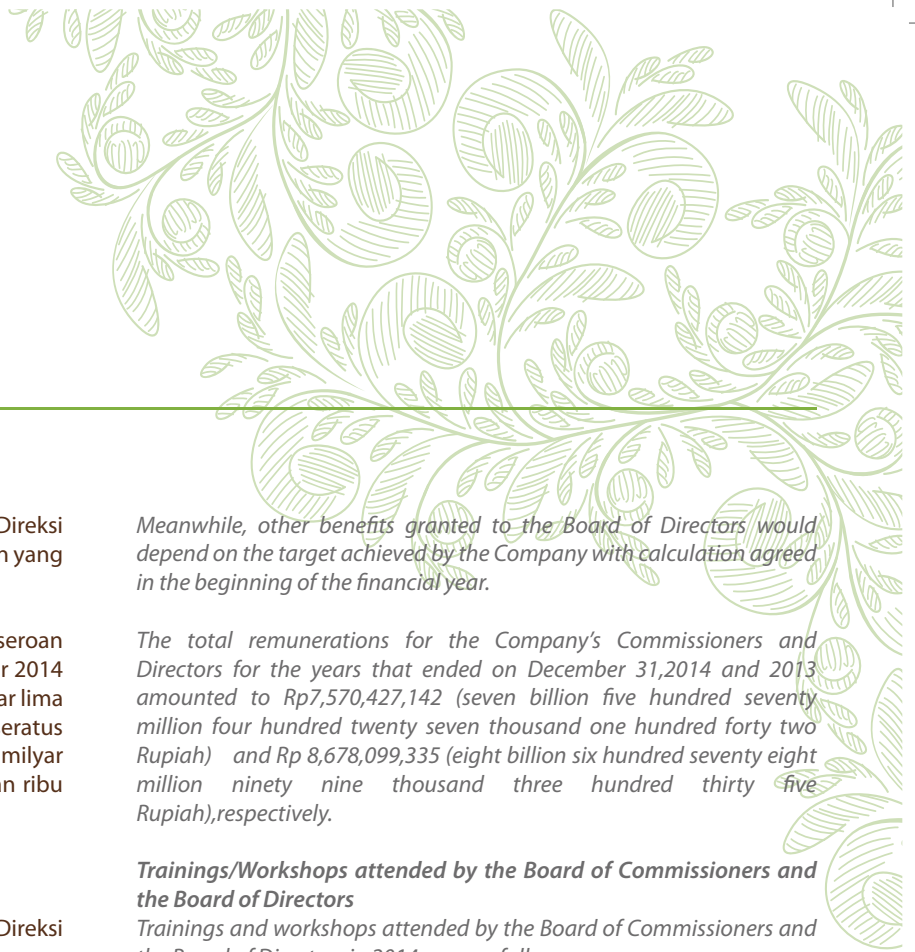 Direksi
yang
seroan
r 2014
ar lima
eratus
milyar
ribu
Direksi
Meanwhile, other benefits granted to the Board of Directors would
depend on the target achieved by the Company with calculation agreed
in the beginning of the financial year.
The total remunerations for the Company's Commissioners and
Directors for the years that ended on December 31,2014 and 2013
amounted to Rp7,570,427,142 (seven billion five hundred seventy
million four hundred twenty seven thousand one hundred forty two
Rupiah) and Rp 8,678,099,335 (eight billion six hundred seventy eight
million ninety nine thousand three hundred thirty five
Rupiah),respectively.
Trainings/Workshops attended by the Board of Commissioners and
the Board of Directors
Trainings and workshops attended by the Board of Commissioners and